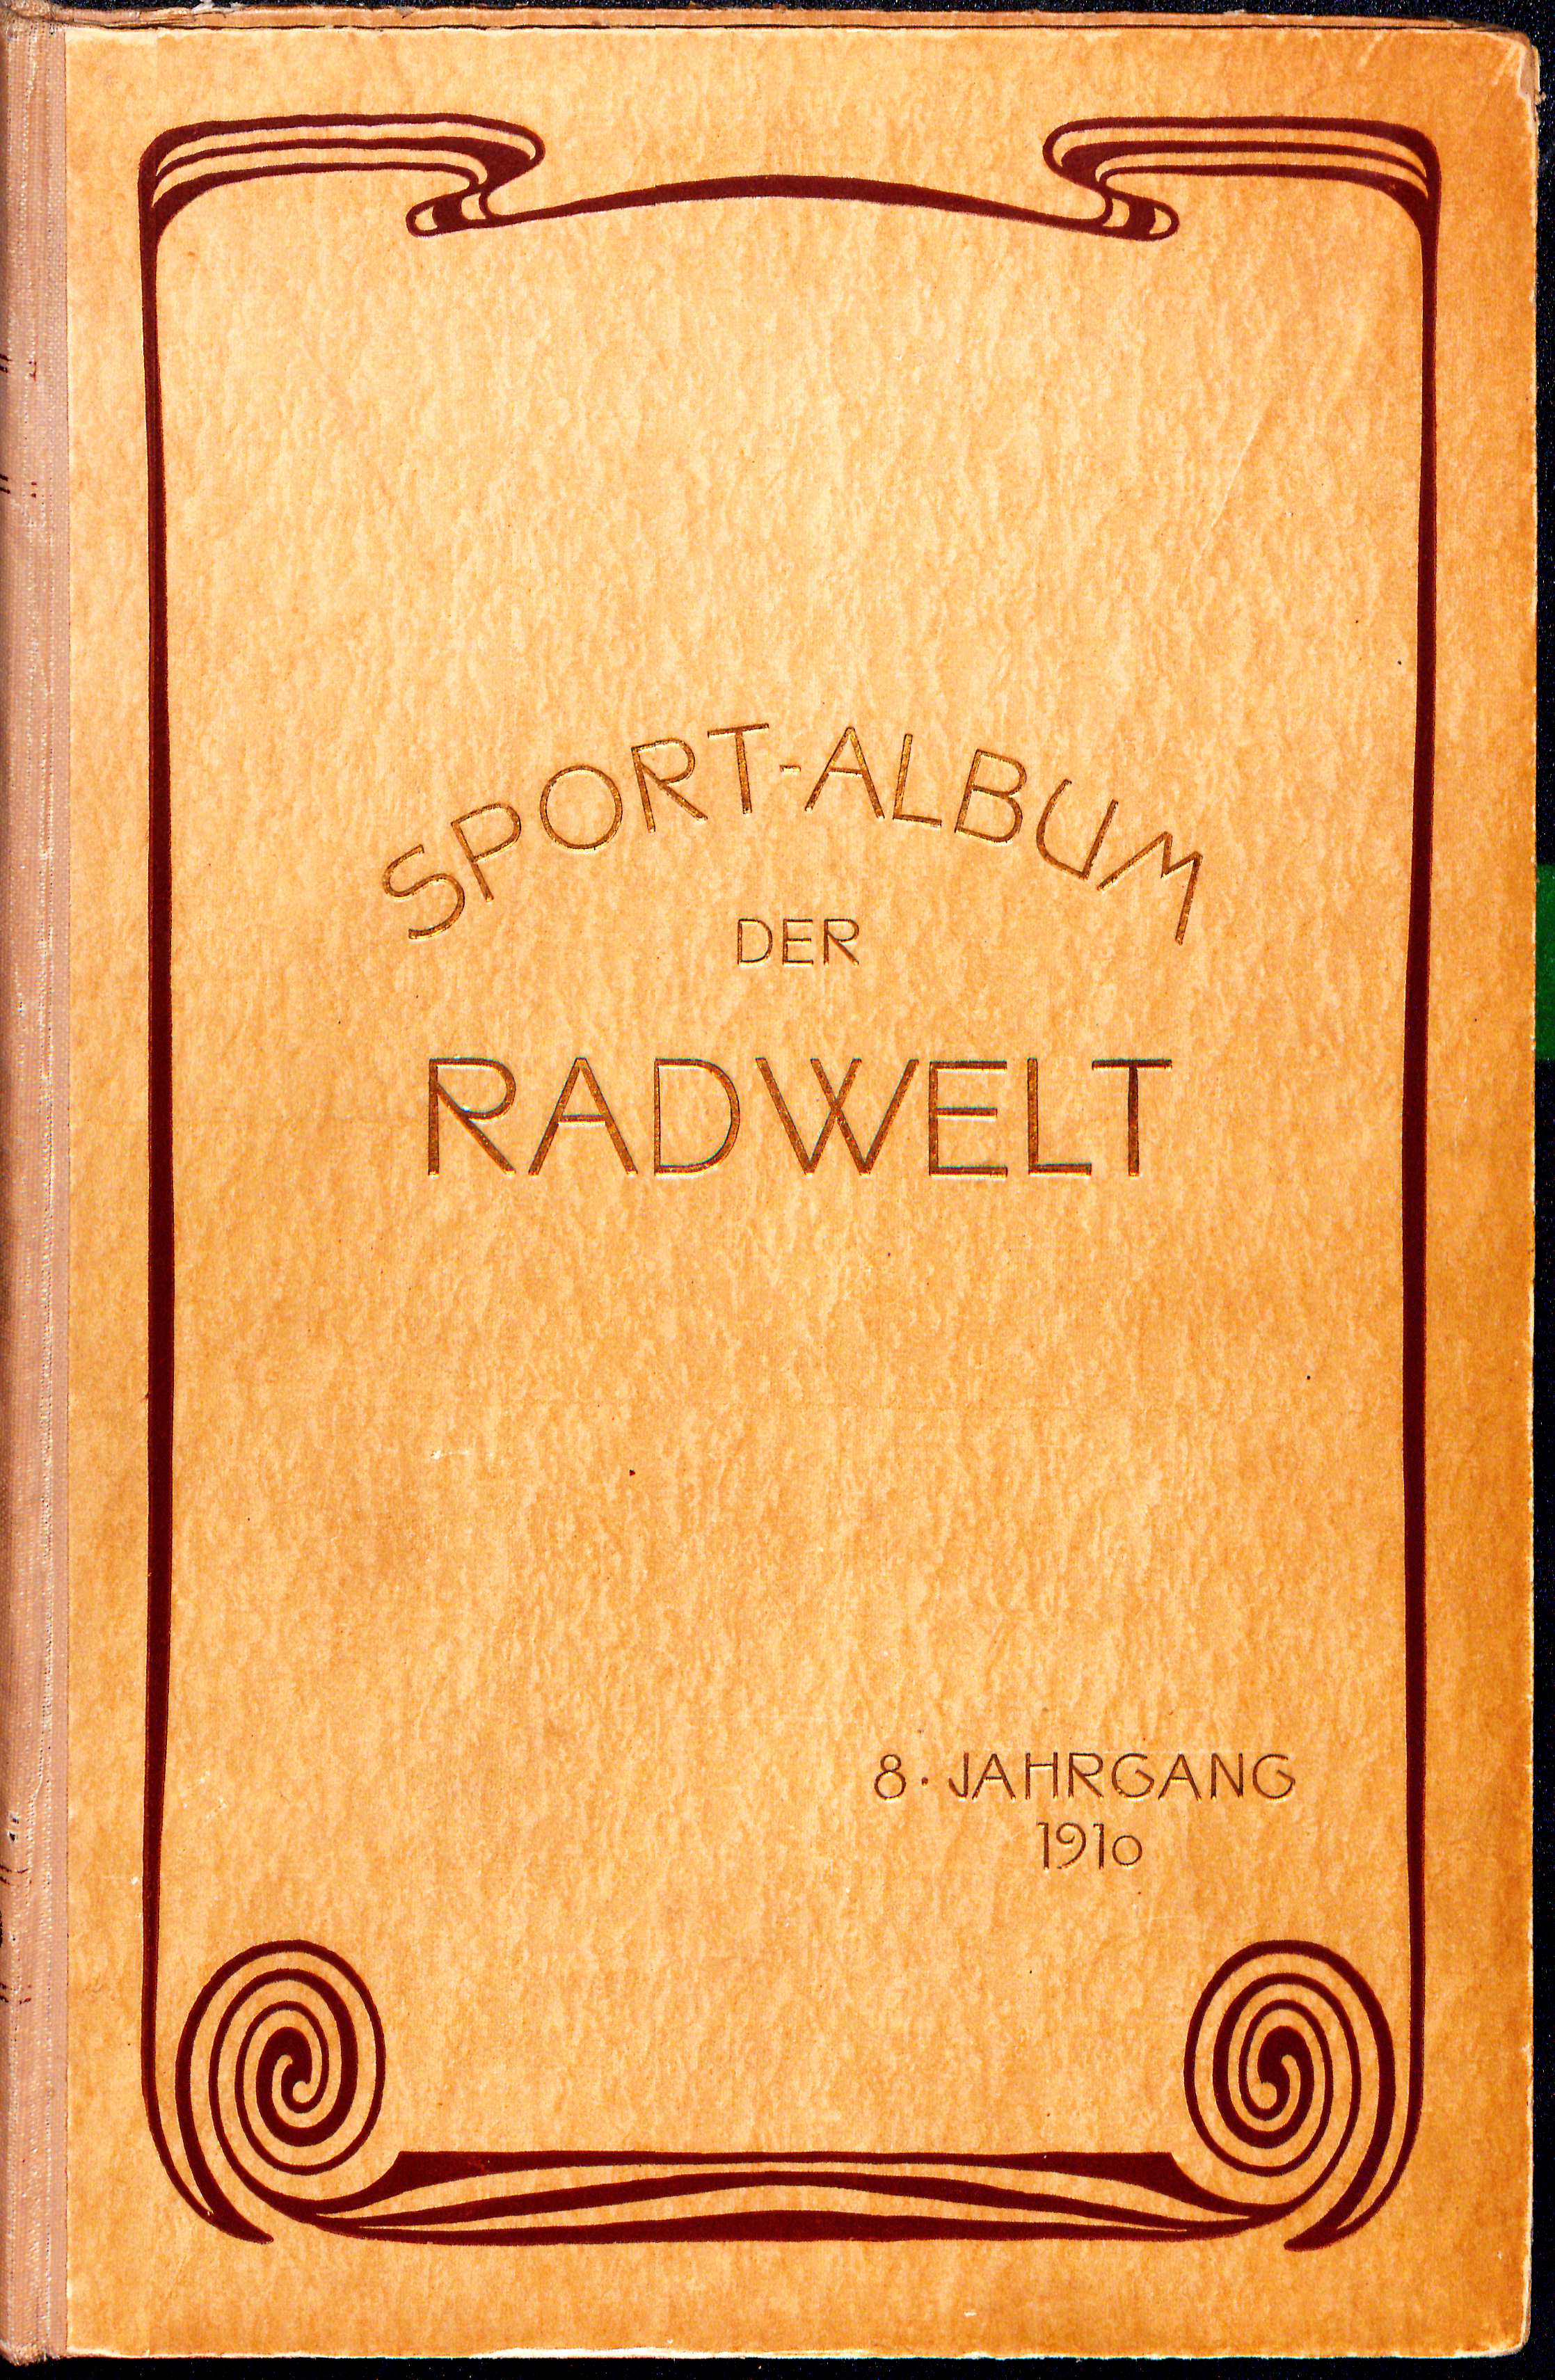 SPORT-ALBUM
DER
RADWELT
8. JAHRGANG
1910